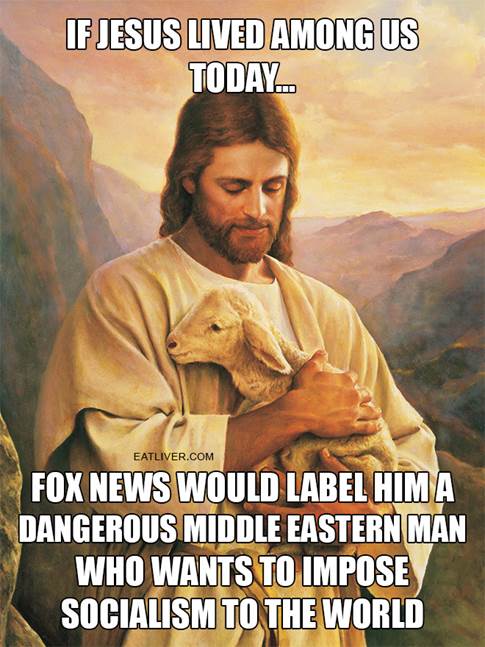 IF JESUS LIVED AMONG US
TODAY...
EATLIVER.COM
FOX NEWS WOULD LABEL HIM A
DANGEROUS MIDDLE EASTERN MAN
WHO WANTS TO IMPOSE
SOCIALISM TO THE WORLD